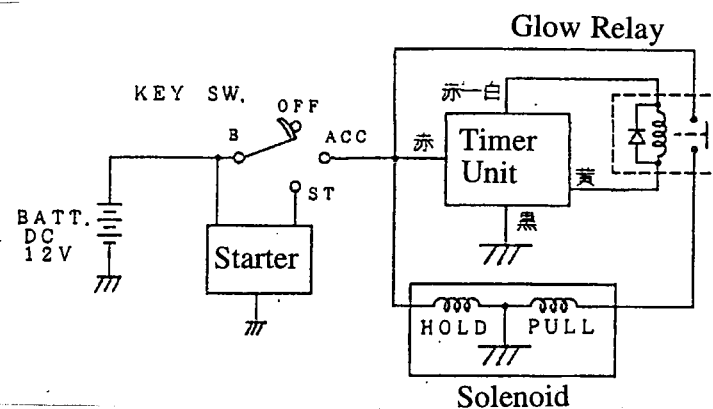 Glow Relay
KEY SW.
OFF
赤─白
B
ACC
赤
Timer
Unit
黄
ST
BATT.
DC
12V
黒
Starter
HOLD
PULL
Solenoid